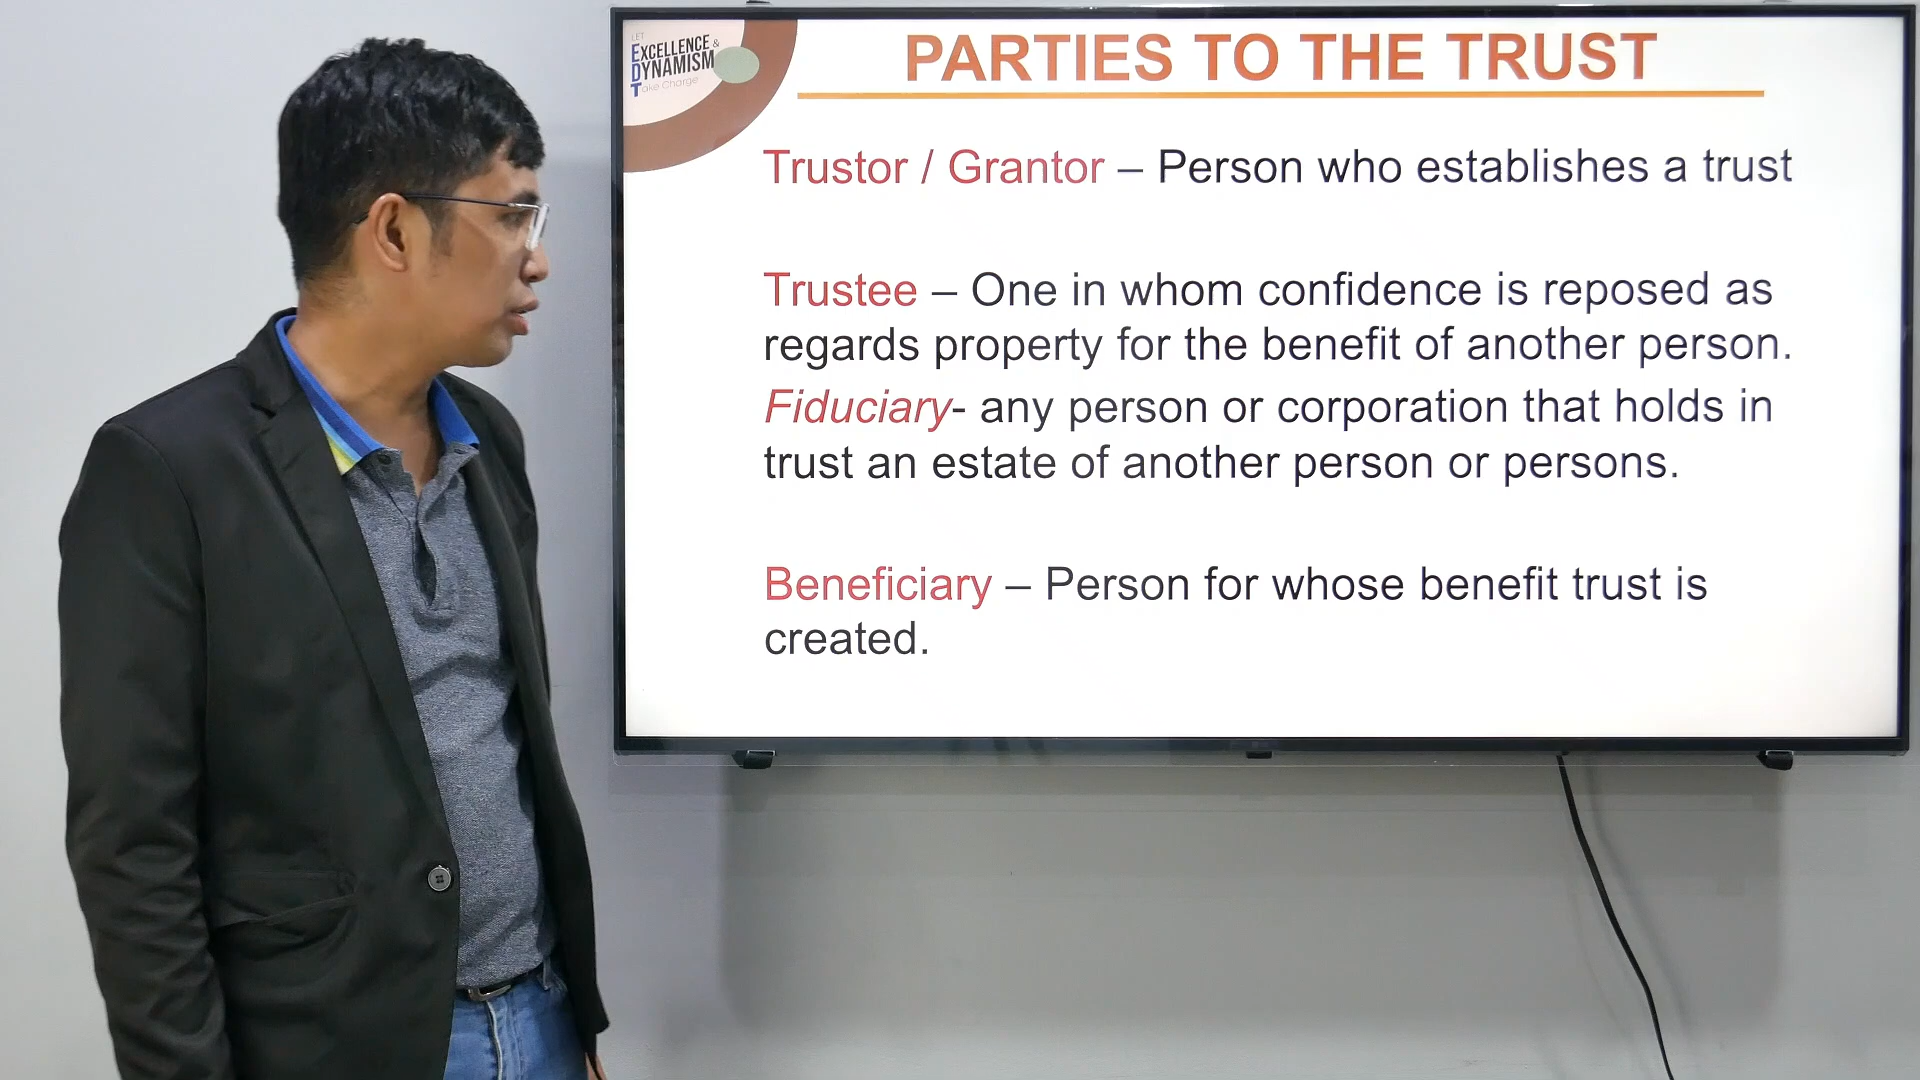 LET
EXCELLENCE &
DYNAMISM
Take Charge
PARTIES TO THE TRUST
Trustor / Grantor – Person who establishes a trust
Trustee – One in whom confidence is reposed as
regards property for the benefit of another person.
Fiduciary- any person or corporation that holds in
trust an estate of another person or persons.
Beneficiary – Person for whose benefit trust is
created.